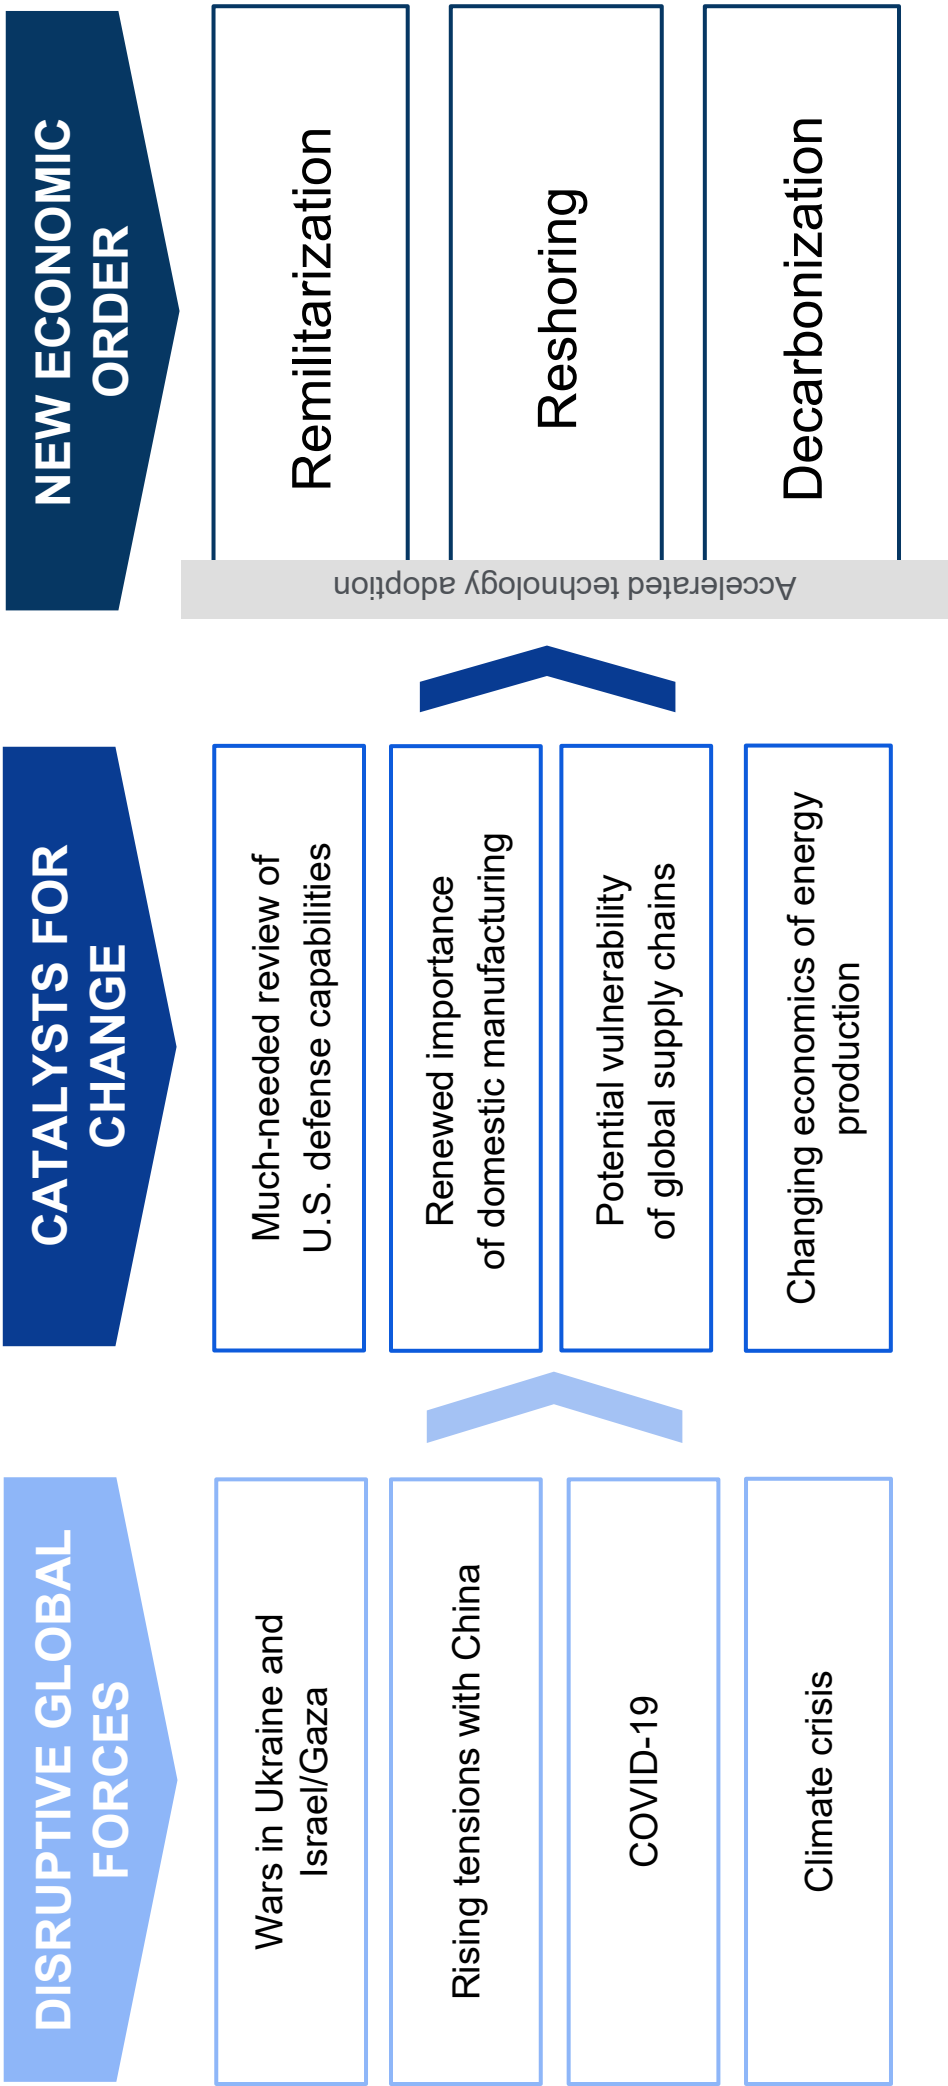 DISRUPTIVE GLOBAL
FORCES
Wars in Ukraine and
Israel/Gaza
Rising tensions with China
COVID-19
Climate crisis
CATALYSTS FOR
CHANGE
Much-needed review of
U.S. defense capabilities
Renewed importance
of domestic manufacturing
Potential vulnerability
of global supply chains
Changing economics of energy
production
NEW ECONOMIC
ORDER
Accelerated technology adoption
Remilitarization
Reshoring
Decarbonization